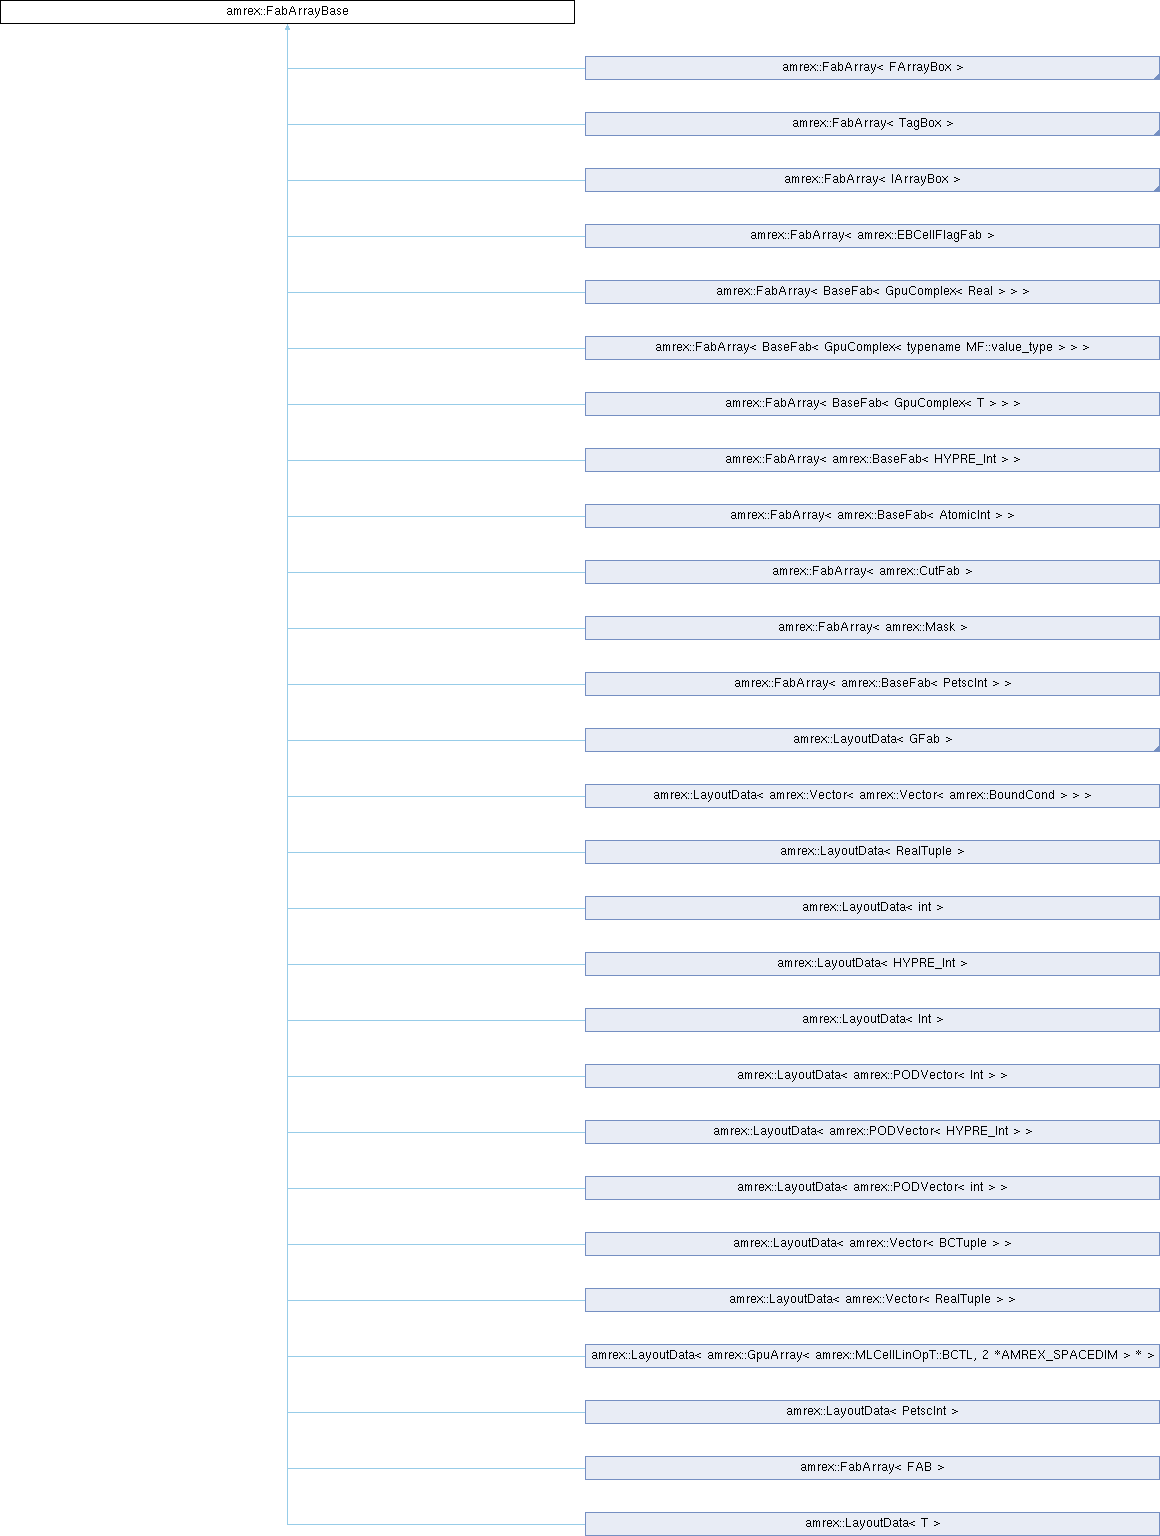 amrex::FabArrayBase
amrex::FabArray< FArrayBox >
amrex::FabArray< TagBox >
amrex::FabArray< IArrayBox >
amrex::FabArray< amrex::EBCellFlagFab >
amrex::FabArray< BaseFab< GpuComplex< Real > > >
amrex::FabArray< BaseFab< GpuComplex< typename MF::value_type > > >
amrex::FabArray< BaseFab< GpuComplex< T > > >
amrex::FabArray< amrex::BaseFab< HYPRE_Int > >
amrex::FabArray< amrex::BaseFab< AtomicInt > >
amrex::FabArray< amrex::CutFab >
amrex::FabArray< amrex::Mask >
amrex::FabArray< amrex::BaseFab< PetscInt > >
amrex::LayoutData< GFab >
amrex::LayoutData< amrex::Vector< amrex::Vector< amrex::BoundCond > > >
amrex::LayoutData< RealTuple >
amrex::LayoutData< int >
amrex::LayoutData< HYPRE_Int >
amrex::LayoutData< Int >
amrex::LayoutData< amrex::PODVector< Int > >
amrex::LayoutData< amrex::PODVector< HYPRE_Int > >
amrex::LayoutData< amrex::PODVector< int > >
amrex::LayoutData< amrex::Vector< BCTuple > >
amrex::LayoutData< amrex::Vector< RealTuple > >
amrex::LayoutData< amrex::GpuArray< amrex::MLCellLinOpT::BCTL, 2 *AMREX_SPACEDIM > * >
amrex::LayoutData< PetscInt >
amrex::FabArray< FAB >
amrex::LayoutData< T >